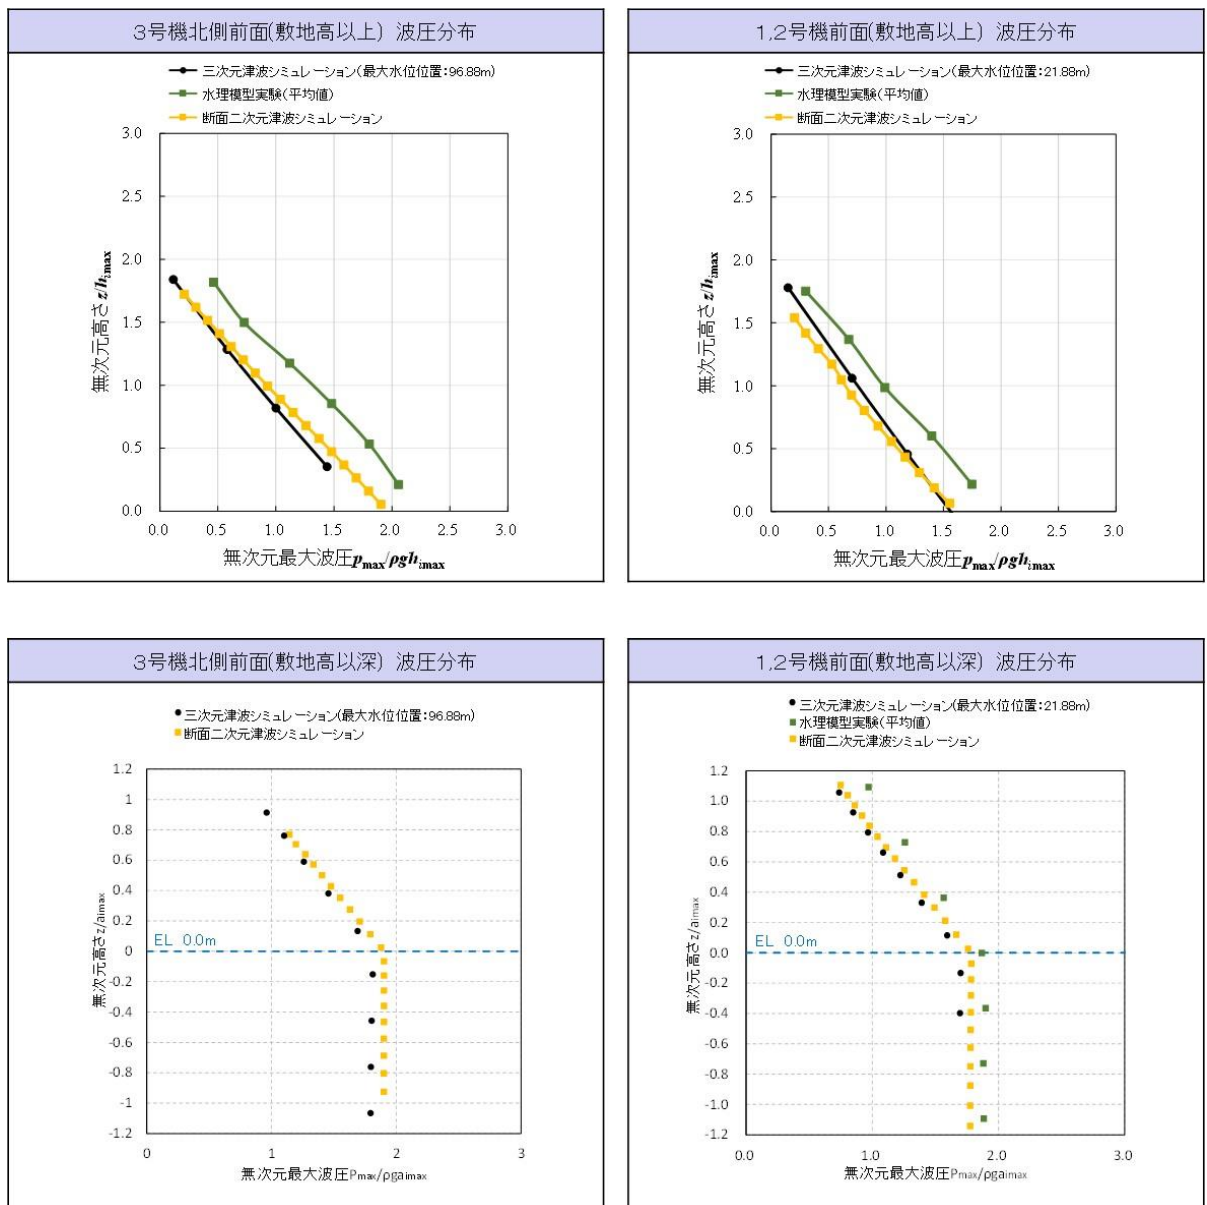 3号機北側前面(敷地高以上) 波圧分布
三次元津波シミュレーション(最大水位位置:96.88m)
水理模型実験(平均値)
断面二次元津波シミュレーション
3.0
2.5
2.0
1.5
1.0
0.5
0.0
無次元高さz/himax
0.0 0.5 1.0 1.5 2.0 2.5 3.0
無次元最大波圧pmax/ρghimax
1,2号機前面(敷地高以上) 波圧分布
三次元津波シミュレーション(最大水位位置:21.88m)
水理模型実験(平均値)
断面二次元津波シミュレーション
3.0
2.5
2.0
1.5
1.0
0.5
0.0
無次元高さz/himax
0.0 0.5 1.0 1.5 2.0 2.5 3.0
無次元最大波圧pmax/ρghimax
3号機北側前面(敷地高以深) 波圧分布
三次元津波シミュレーション(最大水位位置:96.88m)
断面二次元津波シミュレーション
1.2
1
0.8
0.6
0.4
0.2
0
-0.2
-0.4
-0.6
-0.8
-1
-1.2
EL 0.0m
無次元高さz/aimax
0 1 2 3
無次元最大波圧Pmax/ρgaimax
1,2号機前面(敷地高以深) 波圧分布
三次元津波シミュレーション(最大水位位置:21.88m)
水理模型実験(平均値)
断面二次元津波シミュレーション
1.2
1.0
0.8
0.6
0.4
0.2
0.0
-0.2
-0.4
-0.6
-0.8
-1.0
-1.2
EL 0.0m
無次元高さz/aimax
0.0 1.0 2.0 3.0
無次元最大波圧Pmax/ρgaimax